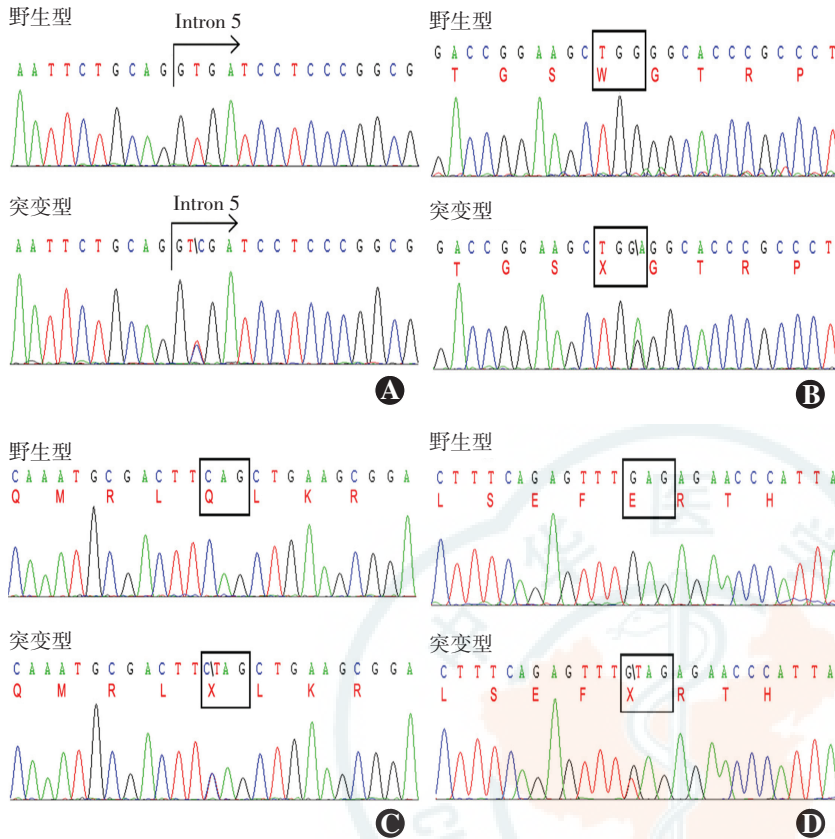 野生型
Intron 5
A A T T C T G C A G G T G A T C C T C C C G G C G
突变型
Intron 5
A A T T C T G C A G G T\C G A T C C T C C C G G C G
A
野生型
G A C C G G A A G C T G G G G C A C C C G C C C T
T G S W G T R P
突变型
G A C C G G A A G C T G G\A G G C A C C C G C C C T
T G S X G T R P
B
野生型
C A A A T G C G A C T T C A G C T G A A G C G G A
Q M R L Q L K R
突变型
C A A A T G C G A C T T C\T A G C T G A A G C G G A
Q M R L X L K R
C
野生型
C T T T C A G A G T T T G A G A G A A C C C A T T A
L S E F E R T H
突变型
C T T T C A G A G T T T G\T A G A G A A C C C A T T A
L S E F X R T H
D